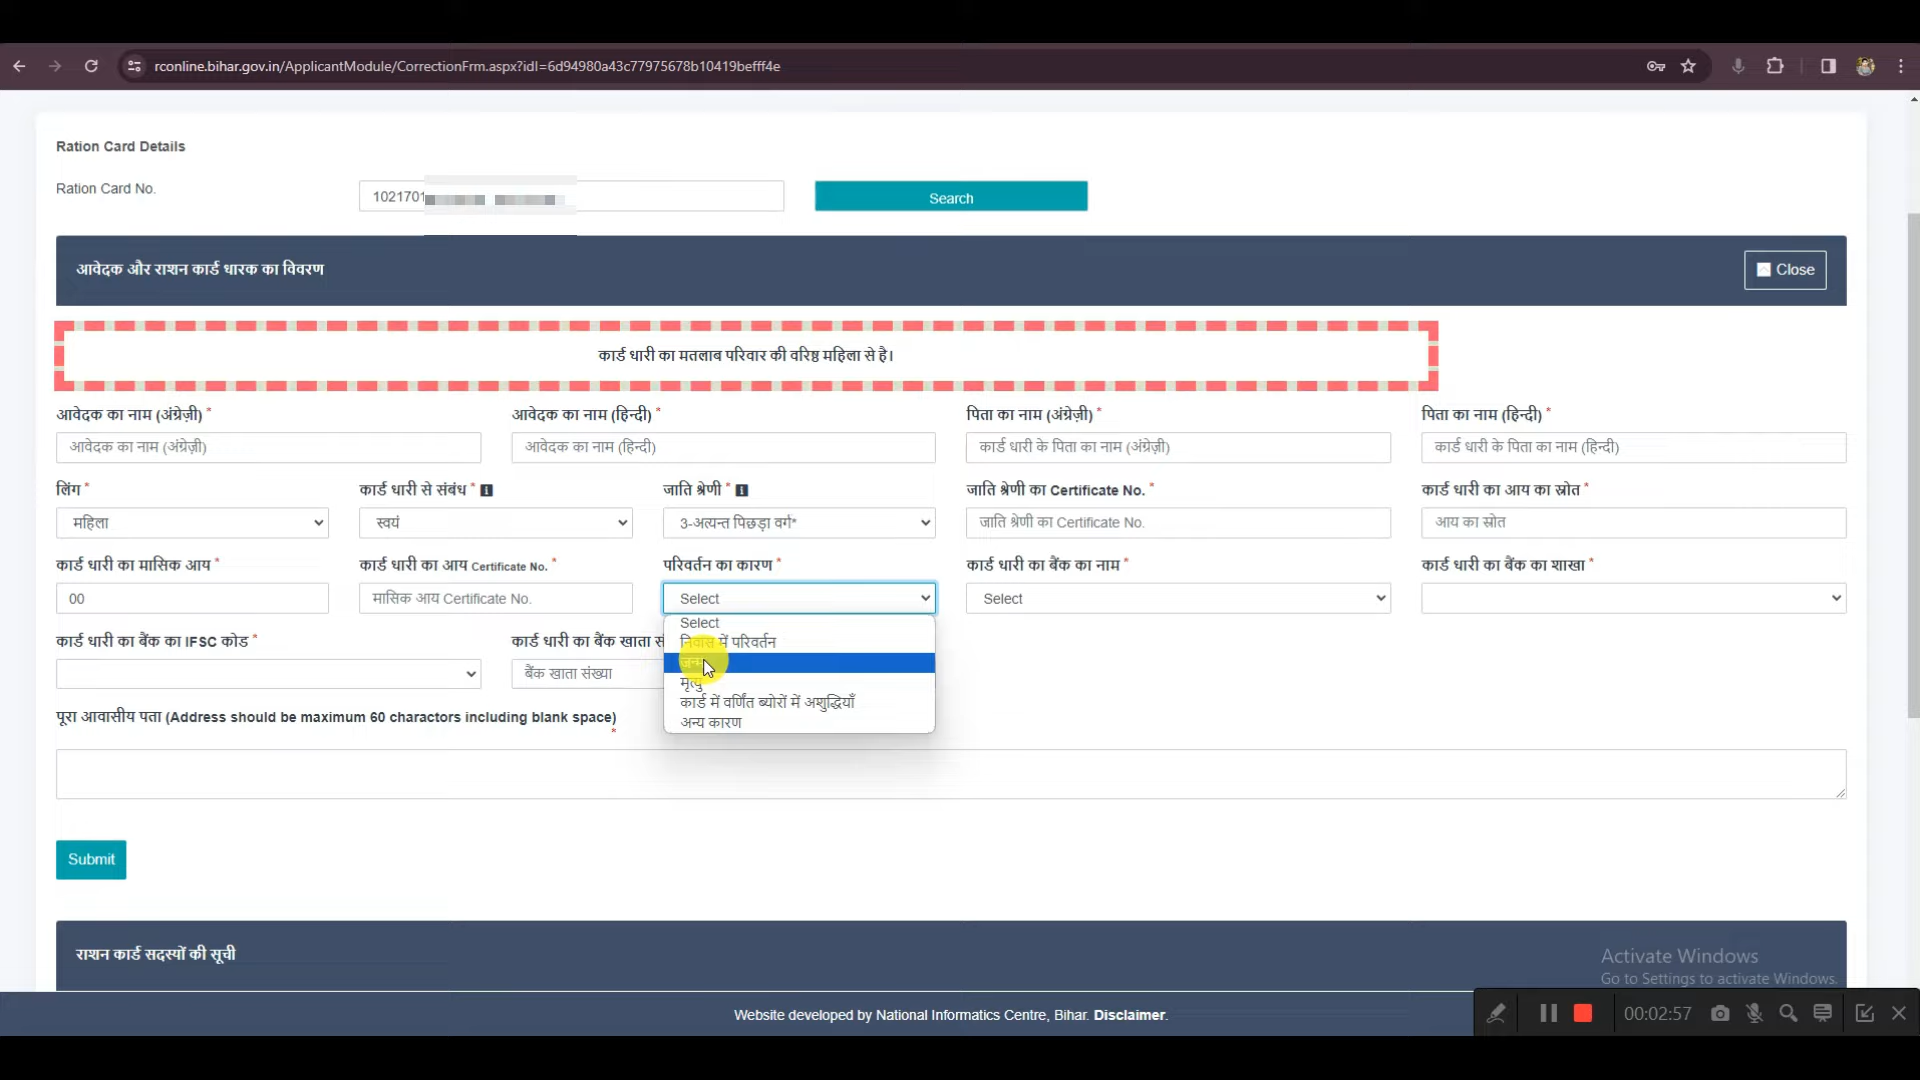 rconline.bihar.gov.in/ApplicantModule/CorrectionFrm.aspx?idI=6d94980a43c77975678b10419befff4e
Ration Card Details
Ration Card No.
1021701
Search
आवेदक और राशन कार्ड धारक का विवरण
Close
कार्ड धारी का मतलाब परिवार की वरिष्ठ महिला से है।
आवेदक का नाम (अंग्रेज़ी) * आवेदक का नाम (हिन्दी) * पिता का नाम (अंग्रेज़ी) * पिता का नाम (हिन्दी) *
आवेदक का नाम (अंग्रेज़ी) आवेदक का नाम (हिन्दी) कार्ड धारी के पिता का नाम (अंग्रेज़ी) कार्ड धारी के पिता का नाम (हिन्दी)
लिंग * कार्ड धारी से संबंध * जाति श्रेणी * जाति श्रेणी का Certificate No. * कार्ड धारी का आय का स्रोत *
महिला स्वयं 3-अत्यन्त पिछड़ा वर्ग* जाति श्रेणी का Certificate No. आय का स्रोत
कार्ड धारी का मासिक आय * कार्ड धारी का आय Certificate No. * परिवर्तन का कारण * कार्ड धारी का बैंक का नाम * कार्ड धारी का बैंक का शाखा *
00 मासिक आय Certificate No. Select Select
Select
निवास में परिवर्तन
जन्म
मृत्यु
कार्ड में वर्णित ब्योरों में अशुद्धियाँ
अन्य कारण
कार्ड धारी का बैंक का IFSC कोड * कार्ड धारी का बैंक खाता
बैंक खाता संख्या
पूरा आवासीय पता (Address should be maximum 60 charactors including blank space)
*
Submit
राशन कार्ड सदस्यों की सूची
Activate Windows
Go to Settings to activate Windows.
Website developed by National Informatics Centre, Bihar. Disclaimer.
00:02:57